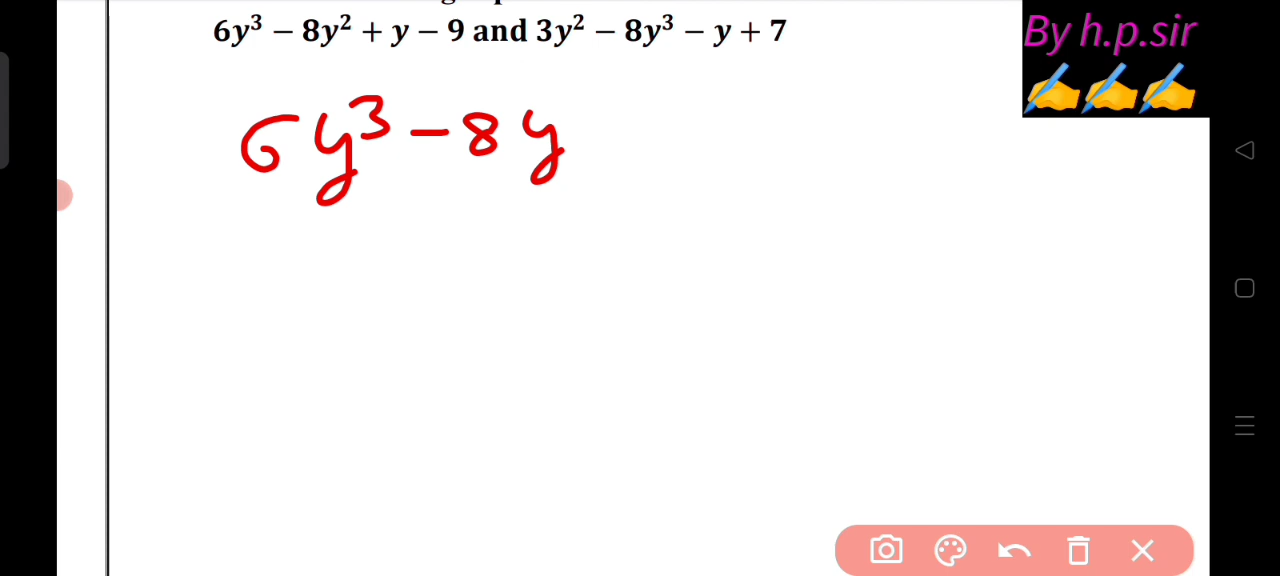 6y³ − 8y² + y − 9 and 3y² − 8y³ − y + 7
By h.p.sir
✍✍✍
6y³ − 8y